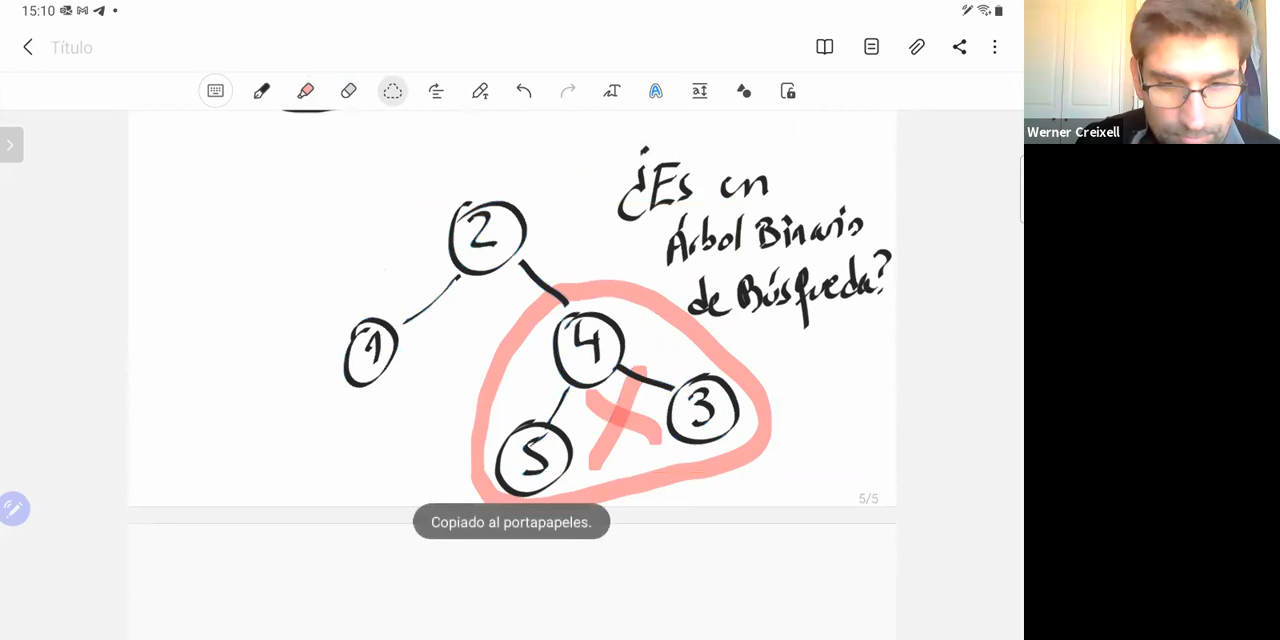 15:10
Título
Werner Creixell
¿Es un
Árbol Binario
de Búsqueda?
2
1
4
3
5
5/5
Copiado al portapapeles.